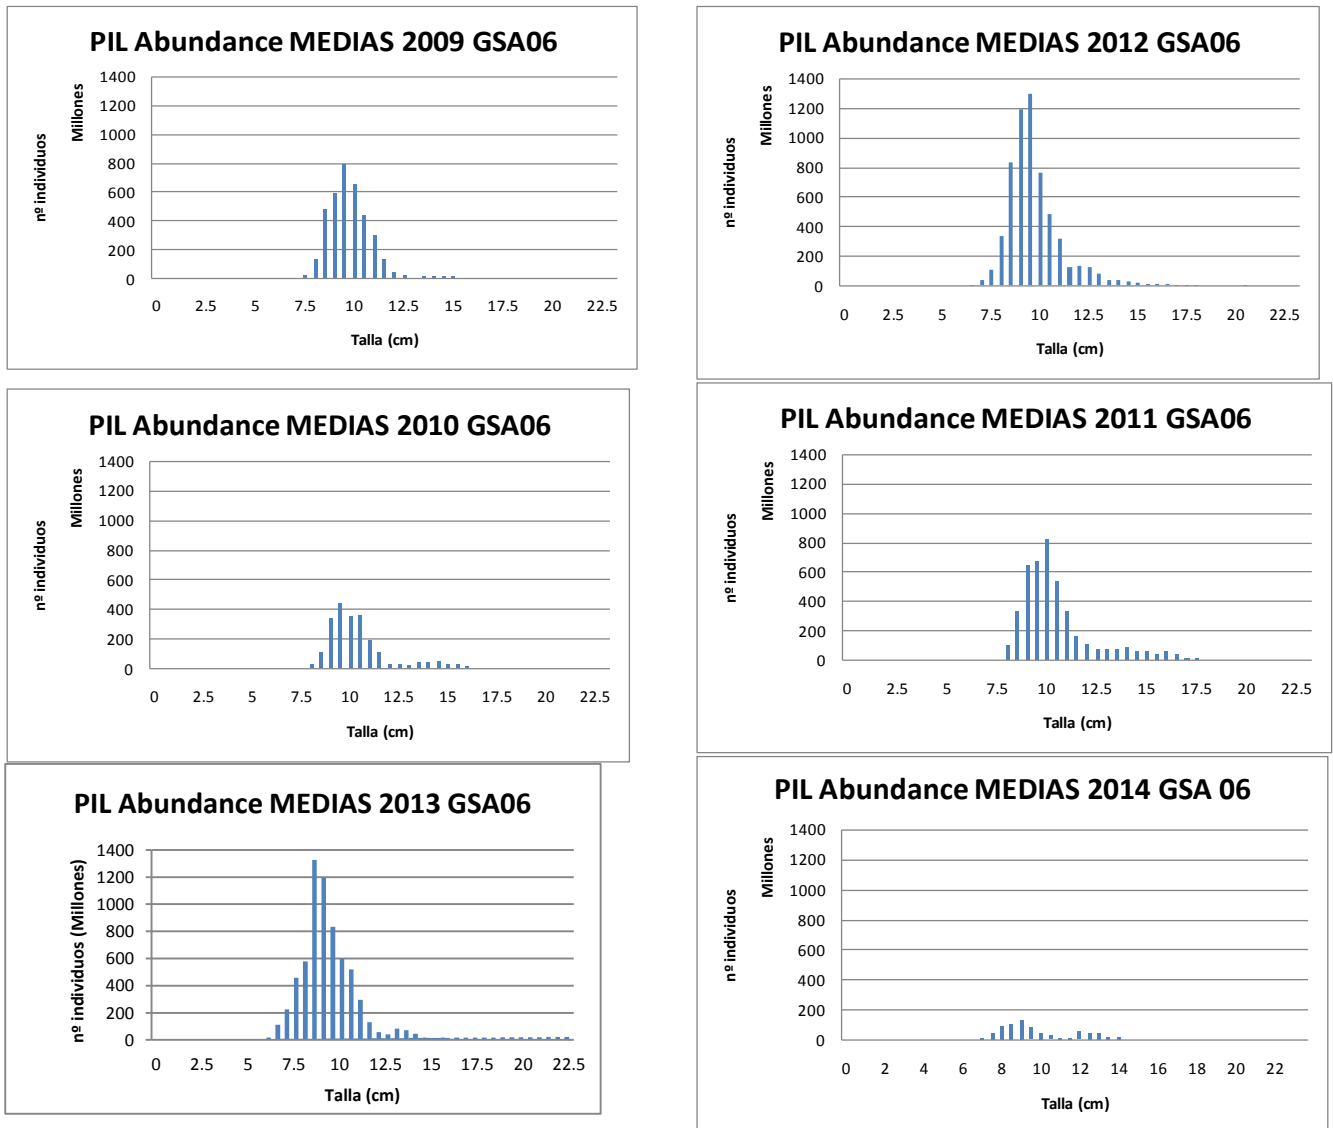 PIL Abundance MEDIAS 2009 GSA06
nº individuos
Millones
1400
1200
1000
800
600
400
200
0
0 2.5 5 7.5 10 12.5 15 17.5 20 22.5
Talla (cm)
PIL Abundance MEDIAS 2012 GSA06
nº individuos
Millones
1400
1200
1000
800
600
400
200
0
0 2.5 5 7.5 10 12.5 15 17.5 20 22.5
Talla (cm)
PIL Abundance MEDIAS 2010 GSA06
nº individuos
Millones
1400
1200
1000
800
600
400
200
0
0 2.5 5 7.5 10 12.5 15 17.5 20 22.5
Talla (cm)
PIL Abundance MEDIAS 2011 GSA06
nº individuos
Millones
1400
1200
1000
800
600
400
200
0
0 2.5 5 7.5 10 12.5 15 17.5 20 22.5
Talla (cm)
PIL Abundance MEDIAS 2013 GSA06
nº individuos (Millones)
1400
1200
1000
800
600
400
200
0
0 2.5 5 7.5 10 12.5 15 17.5 20 22.5
Talla (cm)
PIL Abundance MEDIAS 2014 GSA 06
nº individuos
Millones
1400
1200
1000
800
600
400
200
0
0 2 4 6 8 10 12 14 16 18 20 22
Talla (cm)